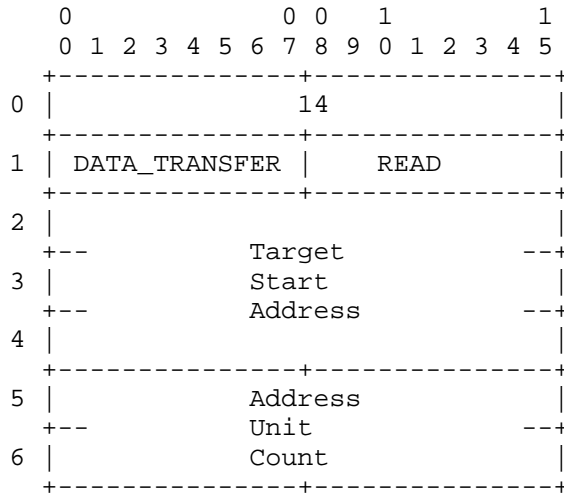 0 0 0 1 1
0 1 2 3 4 5 6 7 8 9 0 1 2 3 4 5
+---------------+---------------+
0 | 14 |
+---------------+---------------+
1 | DATA_TRANSFER | READ |
+---------------+---------------+
2 | |
+-- Target --+
3 | Start |
+-- Address --+
4 | |
+---------------+---------------+
5 | Address |
+-- Unit --+
6 | Count |
+---------------+---------------+